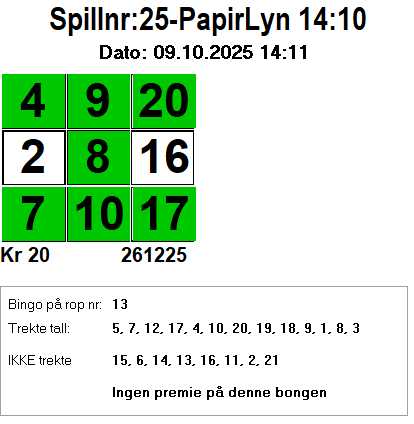 Spillnr:25-PapirLyn 14:10
Dato: 09.10.2025 14:11
4 9 20
2 8 16
7 10 17
Kr 20 261225
Bingo på rop nr: 13
Trekte tall: 5, 7, 12, 17, 4, 10, 20, 19, 18, 9, 1, 8, 3
IKKE trekte 15, 6, 14, 13, 16, 11, 2, 21
Ingen premie på denne bongen